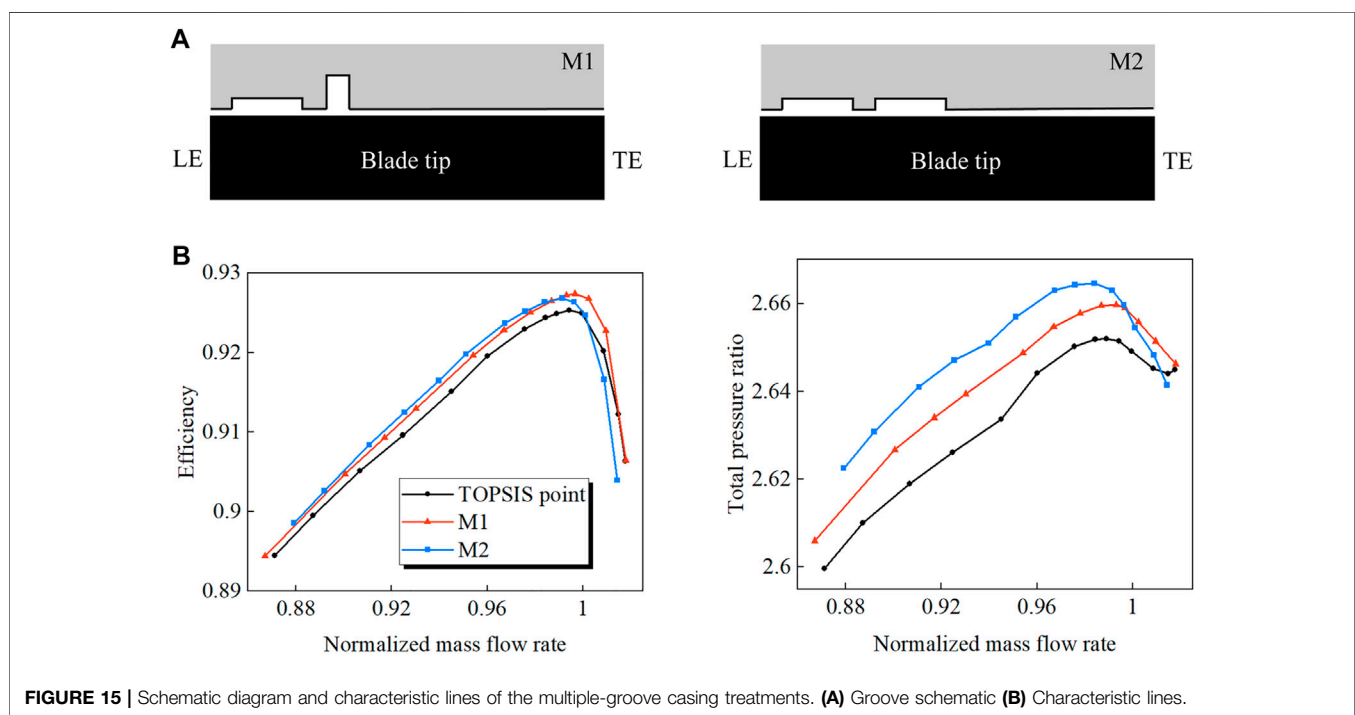 A
M1
LE
Blade tip
TE
M2
LE
Blade tip
TE
B
0.93
0.92
0.91
0.9
0.89
Efficiency
0.88 0.92 0.96 1
Normalized mass flow rate
TOPSIS point
M1
M2
2.66
2.64
2.62
2.6
Total pressure ratio
0.88 0.92 0.96 1
Normalized mass flow rate
FIGURE 15 | Schematic diagram and characteristic lines of the multiple-groove casing treatments. (A) Groove schematic (B) Characteristic lines.